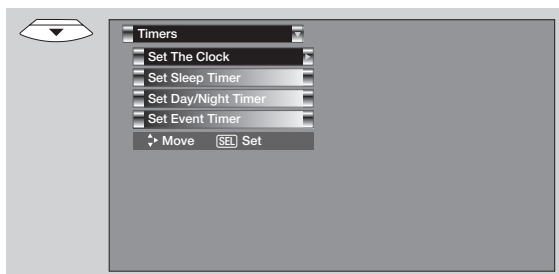 Timers
Set The Clock
Set Sleep Timer
Set Day/Night Timer
Set Event Timer
Move SEL Set